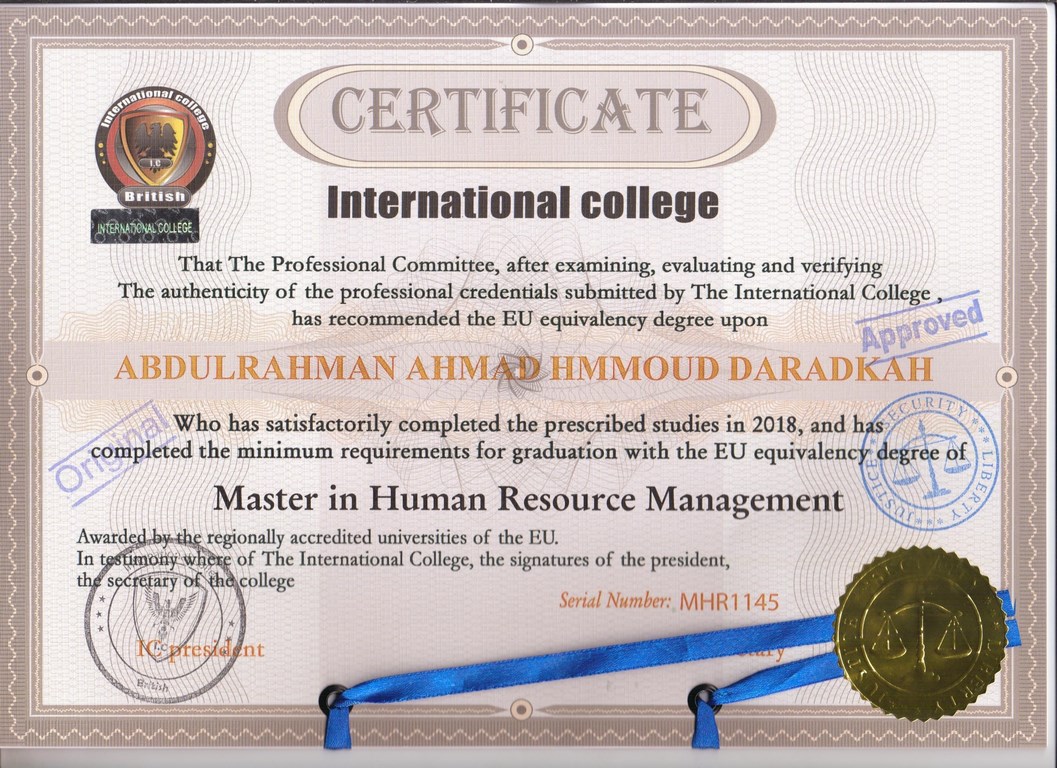 International college
I.C
British
INTERNATIONAL COLLEGE
CERTIFICATE
International college
That The Professional Committee, after examining, evaluating and verifying
The authenticity of the professional credentials submitted by The International College ,
has recommended the EU equivalency degree upon
Approved
ABDULRAHMAN AHMAD HMMOUD DARADKAH
Original
Who has satisfactorily completed the prescribed studies in 2018, and has
completed the minimum requirements for graduation with the EU equivalency degree of
SECURITY *** LIBERTY *** JUSTICE ***
Master in Human Resource Management
Awarded by the regionally accredited universities of the EU.
In testimony where of The International College, the signatures of the president,
the secretary of the college
Serial Number: MHR1145
IC president
British